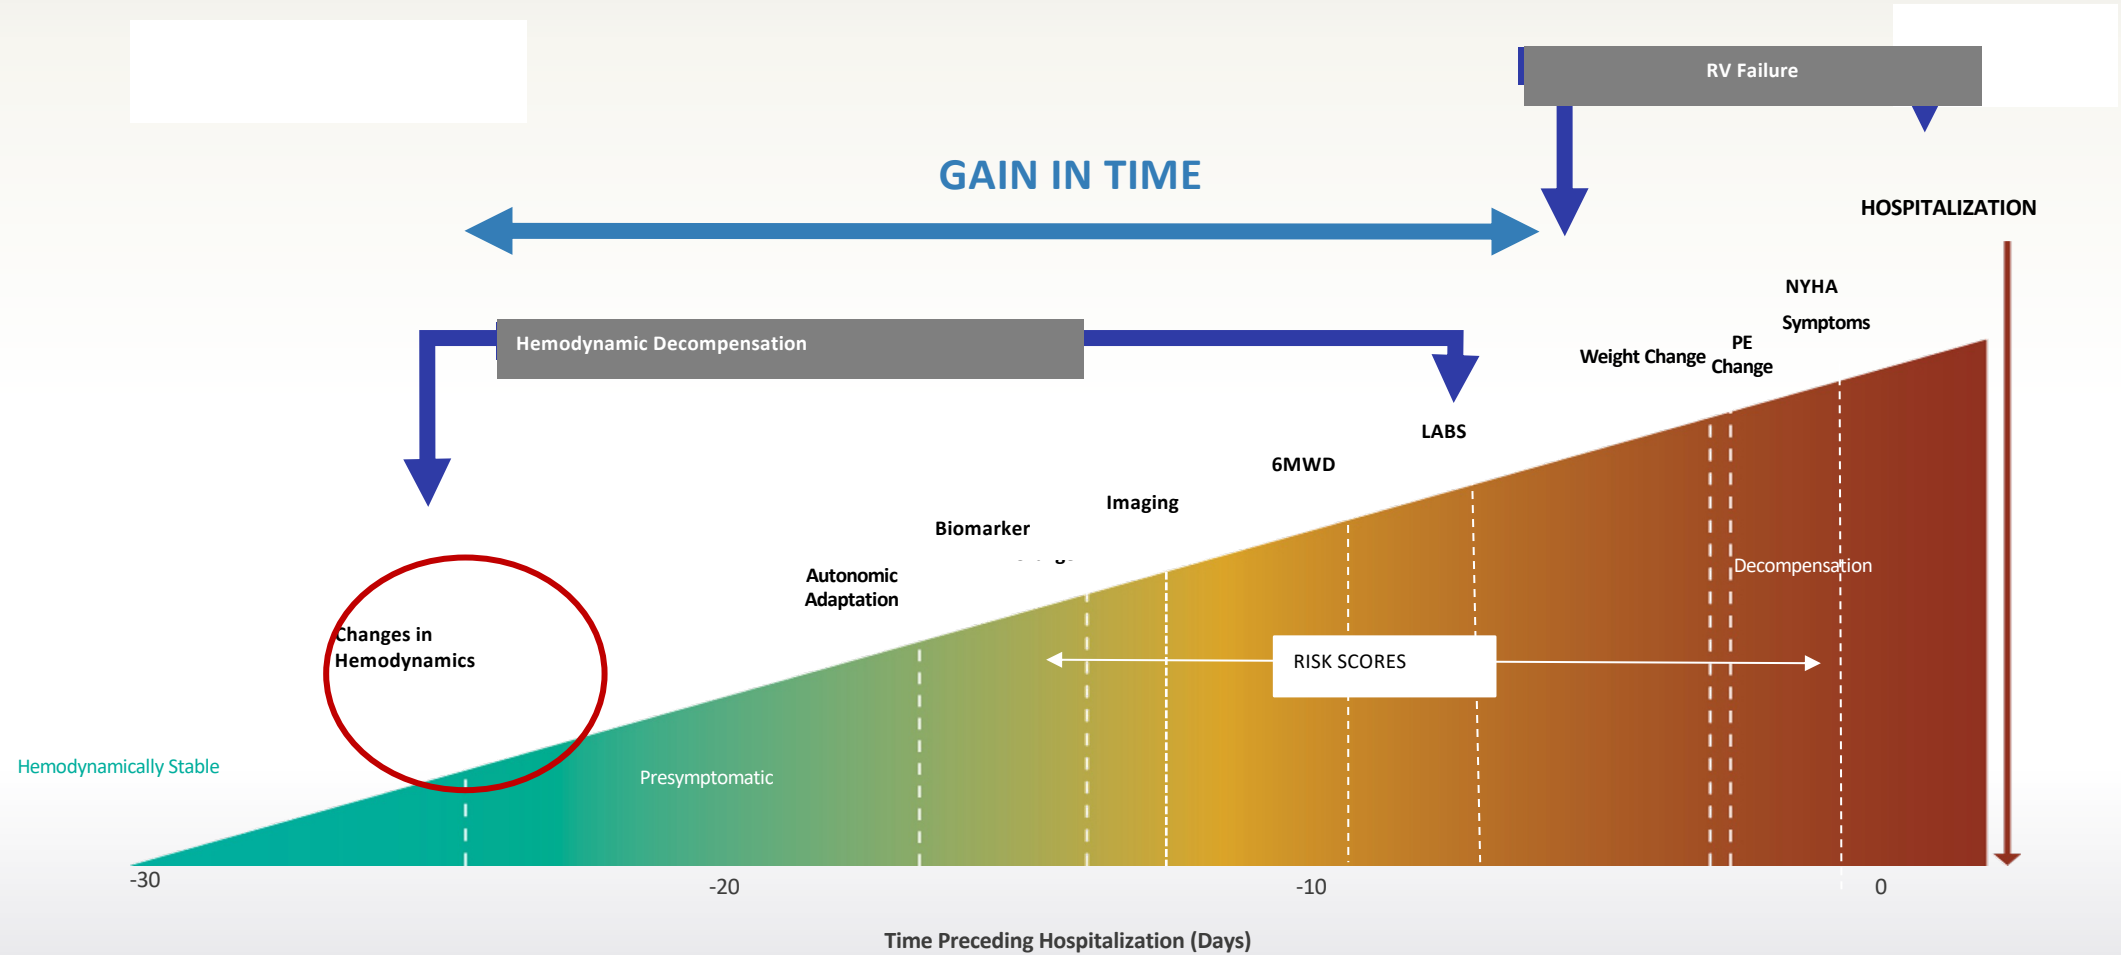 RV Failure
GAIN IN TIME
HOSPITALIZATION
NYHA
Symptoms
Hemodynamic Decompensation
PE
Change
Weight Change
LABS
6MWD
Imaging
Biomarker
Autonomic
Adaptation
Decompensation
Changes in
Hemodynamics
RISK SCORES
Hemodynamically Stable
Presymptomatic
-30
-20
-10
0
Time Preceding Hospitalization (Days)